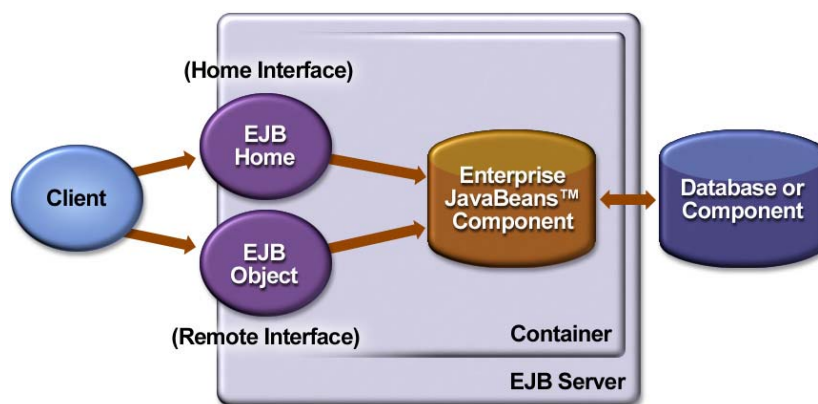 (Home Interface)
EJB
Home
Client
EJB
Object
(Remote Interface)
Enterprise
JavaBeans™
Component
Database or
Component
Container
EJB Server